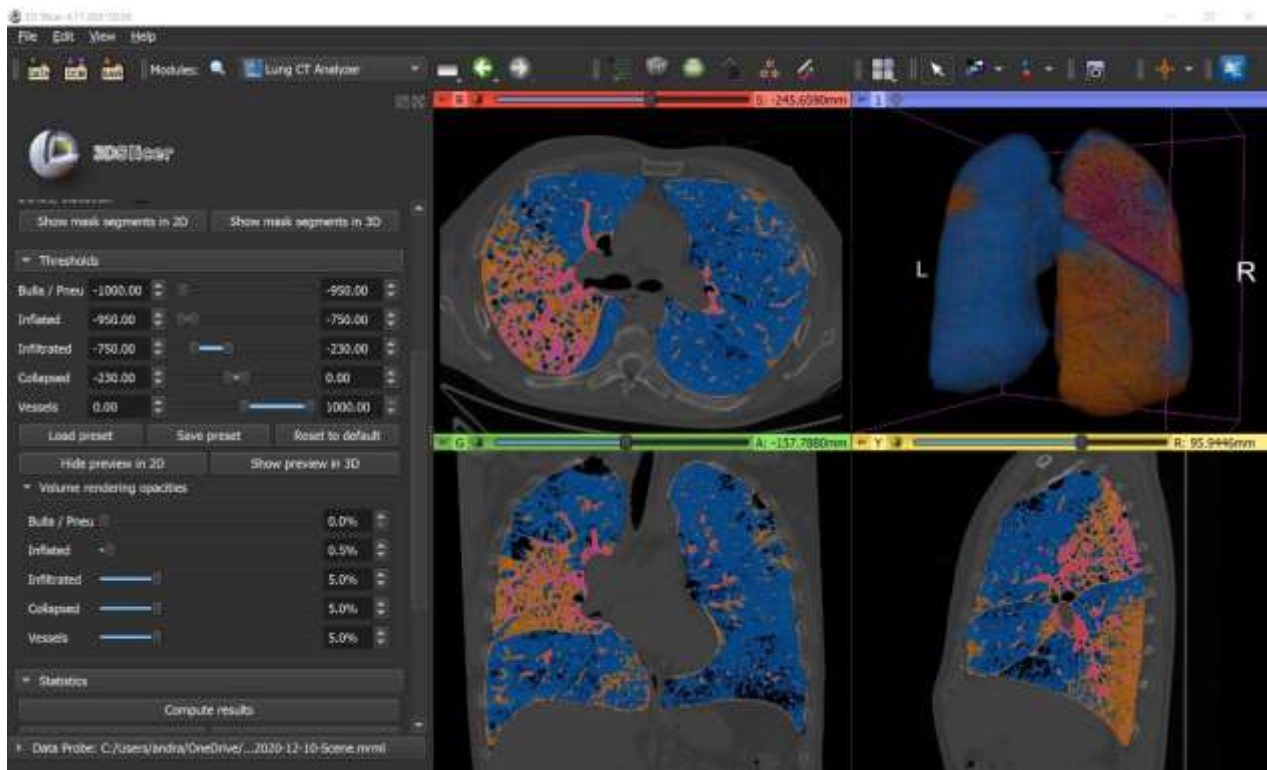 File Edit View Help
Modules: Lung CT Analyzer
R S: -245.6590mm 1
3DSlicer
Show mask segments in 2D Show mask segments in 3D
Thresholds
Bulla / Pneu -1000.00 -950.00
Inflated -950.00 -750.00
Infiltrated -750.00 -230.00
Collapsed -230.00 0.00
Vessels 0.00 1000.00
Load preset Save preset Reset to default
Hide preview in 2D Show preview in 3D
Volume rendering opacities
Bulla / Pneu 0.0%
Inflated 0.5%
Infiltrated 5.0%
Collapsed 5.0%
Vessels 5.0%
Statistics
Compute results
Data Probe: C:/Users/andra/OneDrive/...2020-12-10-Scene.mrml
L R
G A: -157.7880mm Y R: 95.9446mm